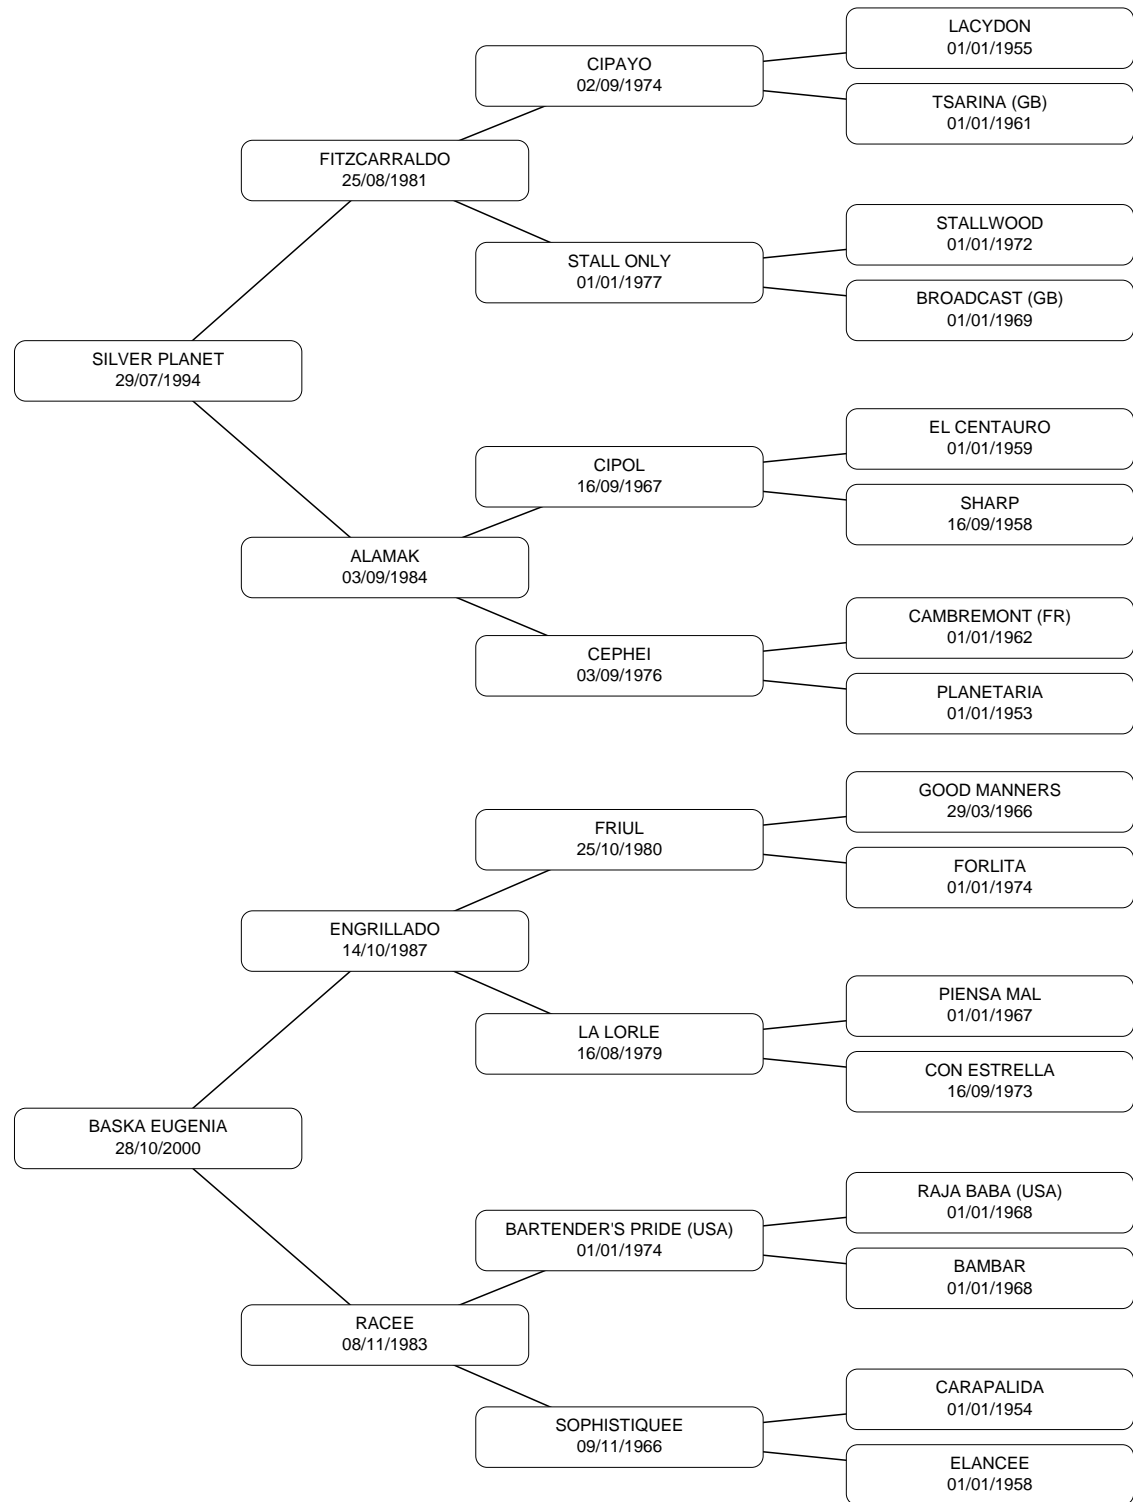 LACYDON
01/01/1955
CIPAYO
02/09/1974
TSARINA (GB)
01/01/1961
FITZCARRALDO
25/08/1981
STALLWOOD
01/01/1972
STALL ONLY
01/01/1977
BROADCAST (GB)
01/01/1969
SILVER PLANET
29/07/1994
EL CENTAURO
01/01/1959
CIPOL
16/09/1967
SHARP
16/09/1958
ALAMAK
03/09/1984
CAMBREMONT (FR)
01/01/1962
CEPHEI
03/09/1976
PLANETARIA
01/01/1953
GOOD MANNERS
29/03/1966
FRIUL
25/10/1980
FORLITA
01/01/1974
ENGRILLADO
14/10/1987
PIENSA MAL
01/01/1967
LA LORLE
16/08/1979
CON ESTRELLA
16/09/1973
BASKA EUGENIA
28/10/2000
RAJA BABA (USA)
01/01/1968
BARTENDER'S PRIDE (USA)
01/01/1974
BAMBAR
01/01/1968
RACEE
08/11/1983
CARAPALIDA
01/01/1954
SOPHISTIQUEE
09/11/1966
ELANCEE
01/01/1958